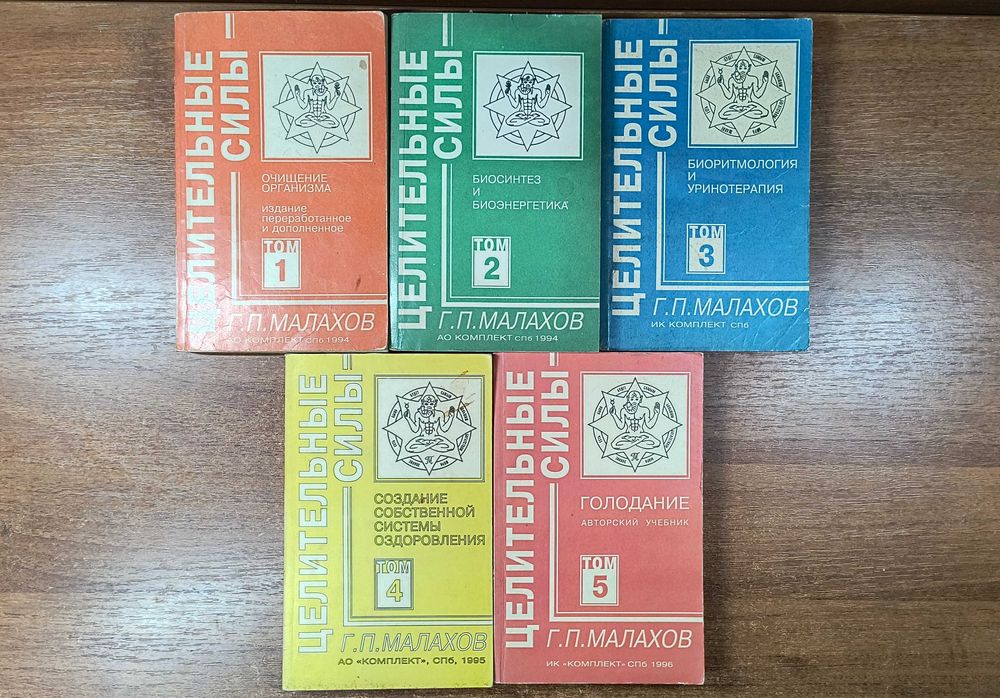 ЦЕЛИТЕЛЬНЫЕ
СИЛЫ
ОЧИЩЕНИЕ
ОРГАНИЗМА
издание
переработанное
и дополненное
ТОМ
1
Г.П.МАЛАХОВ
АО КОМПЛЕКТ СПб 1994
ЦЕЛИТЕЛЬНЫЕ
СИЛЫ
БИОСИНТЕЗ
И
БИОЭНЕРГЕТИКА
ТОМ
2
Г.П.МАЛАХОВ
АО КОМПЛЕКТ СПб 1994
ЦЕЛИТЕЛЬНЫЕ
СИЛЫ
БИОРИТМОЛОГИЯ
И
УРИНОТЕРАПИЯ
ТОМ
3
Г.П.МАЛАХОВ
ИК КОМПЛЕКТ СПб
ЦЕЛИТЕЛЬНЫЕ
СИЛЫ
СОЗДАНИЕ
СОБСТВЕННОЙ
СИСТЕМЫ
ОЗДОРОВЛЕНИЯ
ТОМ
4
Г.П.МАЛАХОВ
АО «КОМПЛЕКТ», СПб, 1995
ЦЕЛИТЕЛЬНЫЕ
СИЛЫ
ГОЛОДАНИЕ
АВТОРСКИЙ УЧЕБНИК
ТОМ
5
Г.П.МАЛАХОВ
ИК «КОМПЛЕКТ» СПб 1996